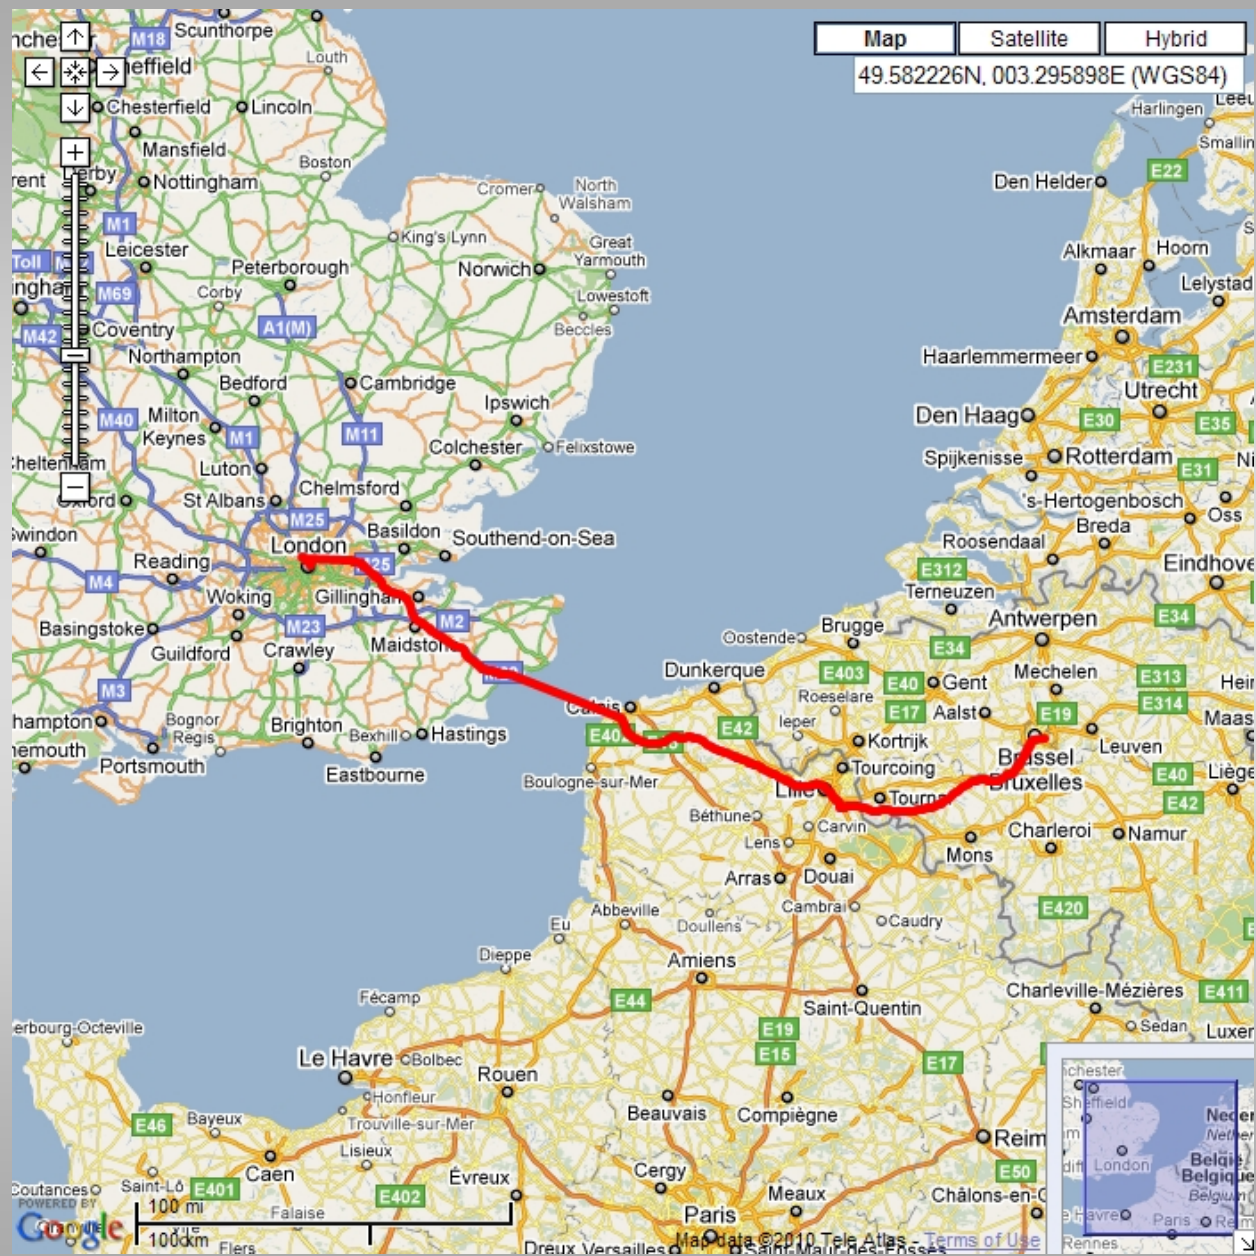 Map
Satellite
Hybrid
49.582226N, 003.295898E (WGS84)
M18
Scunthorpe
Louth
Chesterfield
Lincoln
Mansfield
Boston
Nottingham
Cromer
North
Walsham
King's Lynn
M1
Leicester
Toll
Peterborough
Norwich
Great
Yarmouth
M69
Corby
Lowestoft
Beccles
M42
Coventry
A1(M)
Northampton
Bedford
Cambridge
M40
Milton
Keynes
M1
M11
Ipswich
Colchester
Felixstowe
Luton
St Albans
Chelmsford
M25
Basildon
Southend-on-Sea
London
Reading
M4
Woking
Gillingham
M2
Basingstoke
M23
Guildford
Crawley
M3
Bognor
Regis
Brighton
Bexhill
Hastings
Portsmouth
Eastbourne
Harlingen
Den Helder
E22
Alkmaar
Hoorn
Lelystad
Amsterdam
Haarlemmermeer
E231
Utrecht
Den Haag
E30
E35
Spijkenisse
Rotterdam
E31
's-Hertogenbosch
Oss
Breda
Roosendaal
E312
Terneuzen
Oostende
Brugge
Antwerpen
E34
E34
Dunkerque
E403
E40
Gent
Mechelen
E313
Roeselare
E17
Aalst
E19
E314
Calais
E42
Ieper
Kortrijk
Leuven
Boulogne-sur-Mer
Tourcoing
Brussel
Bruxelles
E40
E42
Lille
Béthune
Carvin
Lens
Charleroi
Namur
Mons
Arras
Douai
Cambrai
Caudry
E420
Abbeville
Doullens
Eu
Dieppe
Amiens
Fécamp
E44
Saint-Quentin
Charleville-Mézières
E411
Sedan
E19
E15
E17
Le Havre
Bolbec
Rouen
Honfleur
Trouville-sur-Mer
Beauvais
Compiègne
E46
Bayeux
Lisieux
Caen
Évreux
Cergy
E50
Coutances
Saint-Lô
E401
E402
Meaux
Paris
Falaise
Flers
POWERED BY
Google
100 mi
100 km
Dreux
Versailles
Map data ©2010 Tele Atlas - Terms of Use
Sheffield
London
Paris
Rennes